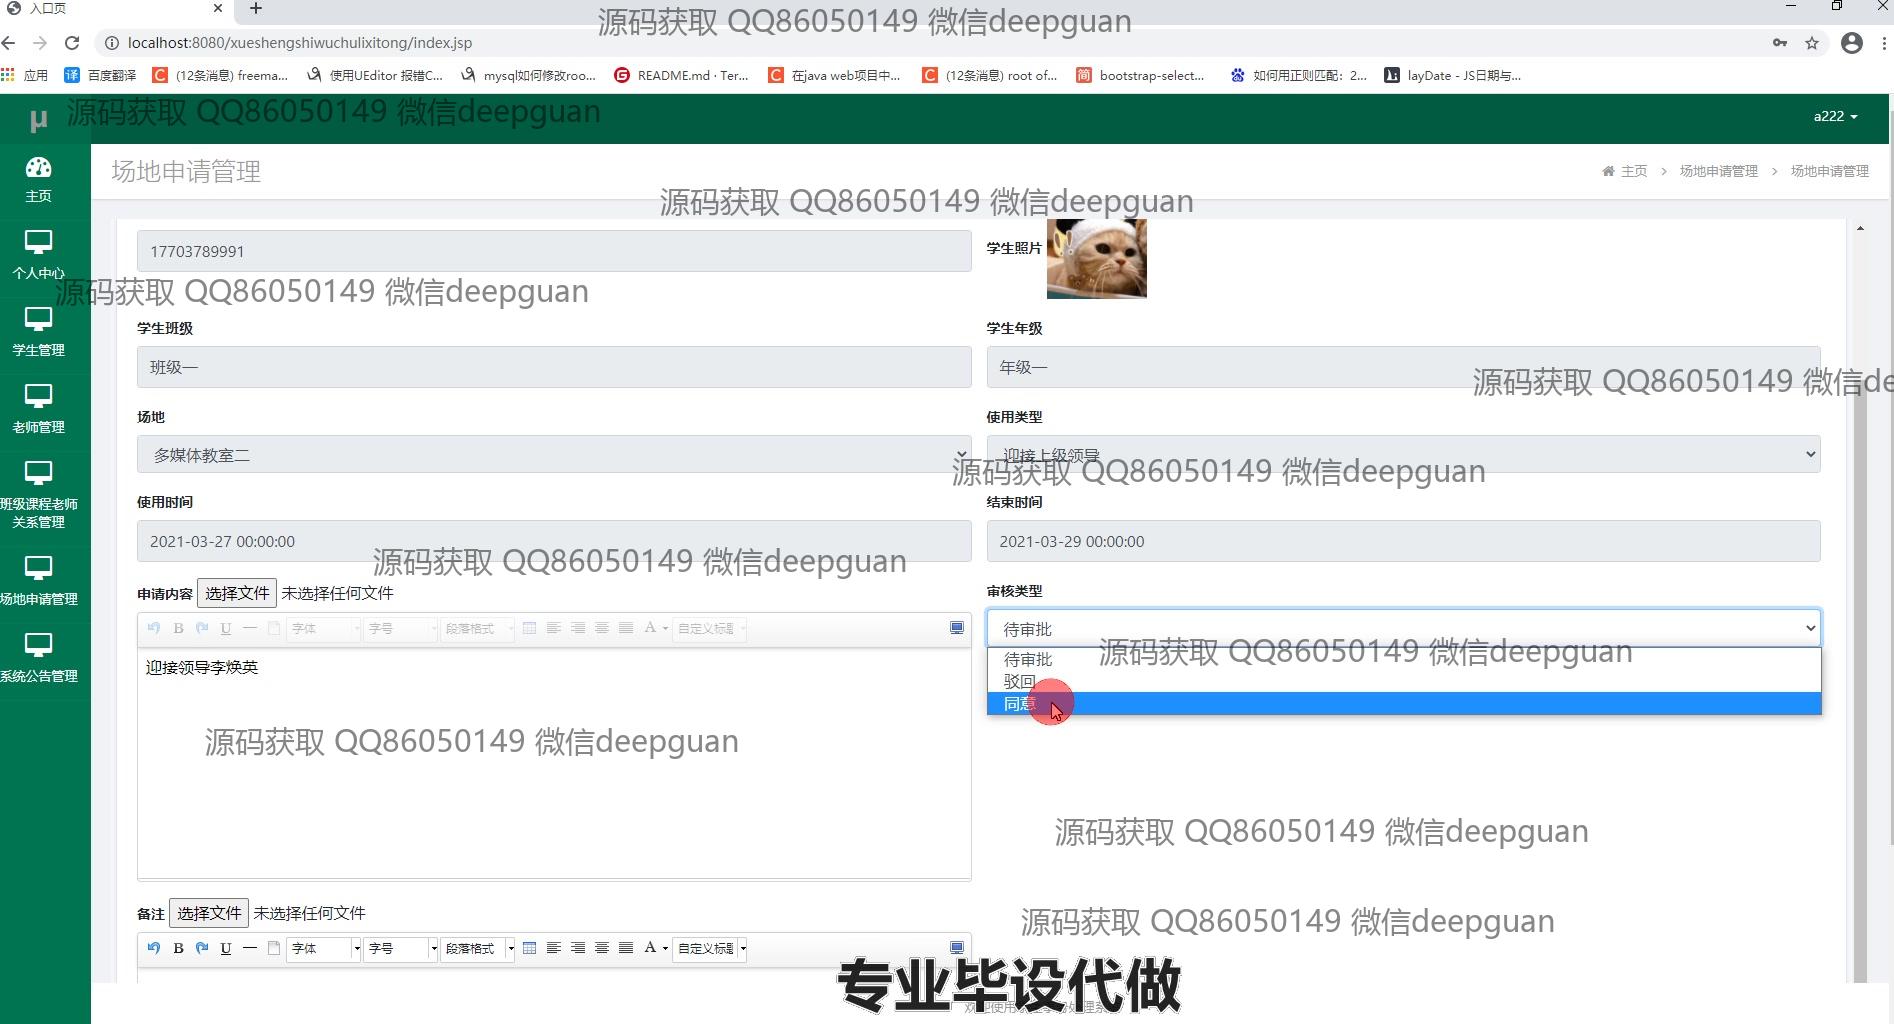 入口页
源码获取 QQ86050149 微信deepguan
localhost:8080/xueshengshiwuchulixitong/index.jsp
应用
百度翻译
(12条消息) freema...
使用UEditor 报错C...
mysql如何修改roo...
README.md · Ter...
在java web项目中...
(12条消息) root of...
bootstrap-select...
如何用正则匹配：2...
layDate - JS日期与...
µ
源码获取 QQ86050149 微信deepguan
a222
主页
场地申请管理
主页 > 场地申请管理 > 场地申请管理
源码获取 QQ86050149 微信deepguan
个人中心
17703789991
学生照片
源码获取 QQ86050149 微信deepguan
学生管理
学生班级
学生年级
班级一
年级一
源码获取 QQ86050149 微信de
老师管理
场地
使用类型
多媒体教室二
迎接上级领导
源码获取 QQ86050149 微信deepguan
班级课程老师
关系管理
使用时间
结束时间
2021-03-27 00:00:00
2021-03-29 00:00:00
源码获取 QQ86050149 微信deepguan
场地申请管理
申请内容 选择文件 未选择任何文件
审核类型
B U 字体 字号 段落格式 A 自定义标题
待审批
源码获取 QQ86050149 微信deepguan
待审批
驳回
同意
系统公告管理
迎接领导李焕英
源码获取 QQ86050149 微信deepguan
源码获取 QQ86050149 微信deepguan
备注 选择文件 未选择任何文件
源码获取 QQ86050149 微信deepguan
B U 字体 字号 段落格式 A 自定义标题
专业毕设代做